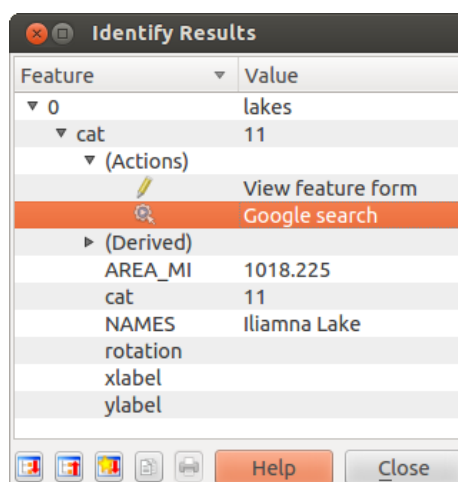 Identify Results
Feature Value
0 lakes
cat 11
(Actions)
View feature form
Google search
(Derived)
AREA_MI 1018.225
cat 11
NAMES Iliamna Lake
rotation
xlabel
ylabel
Help Close